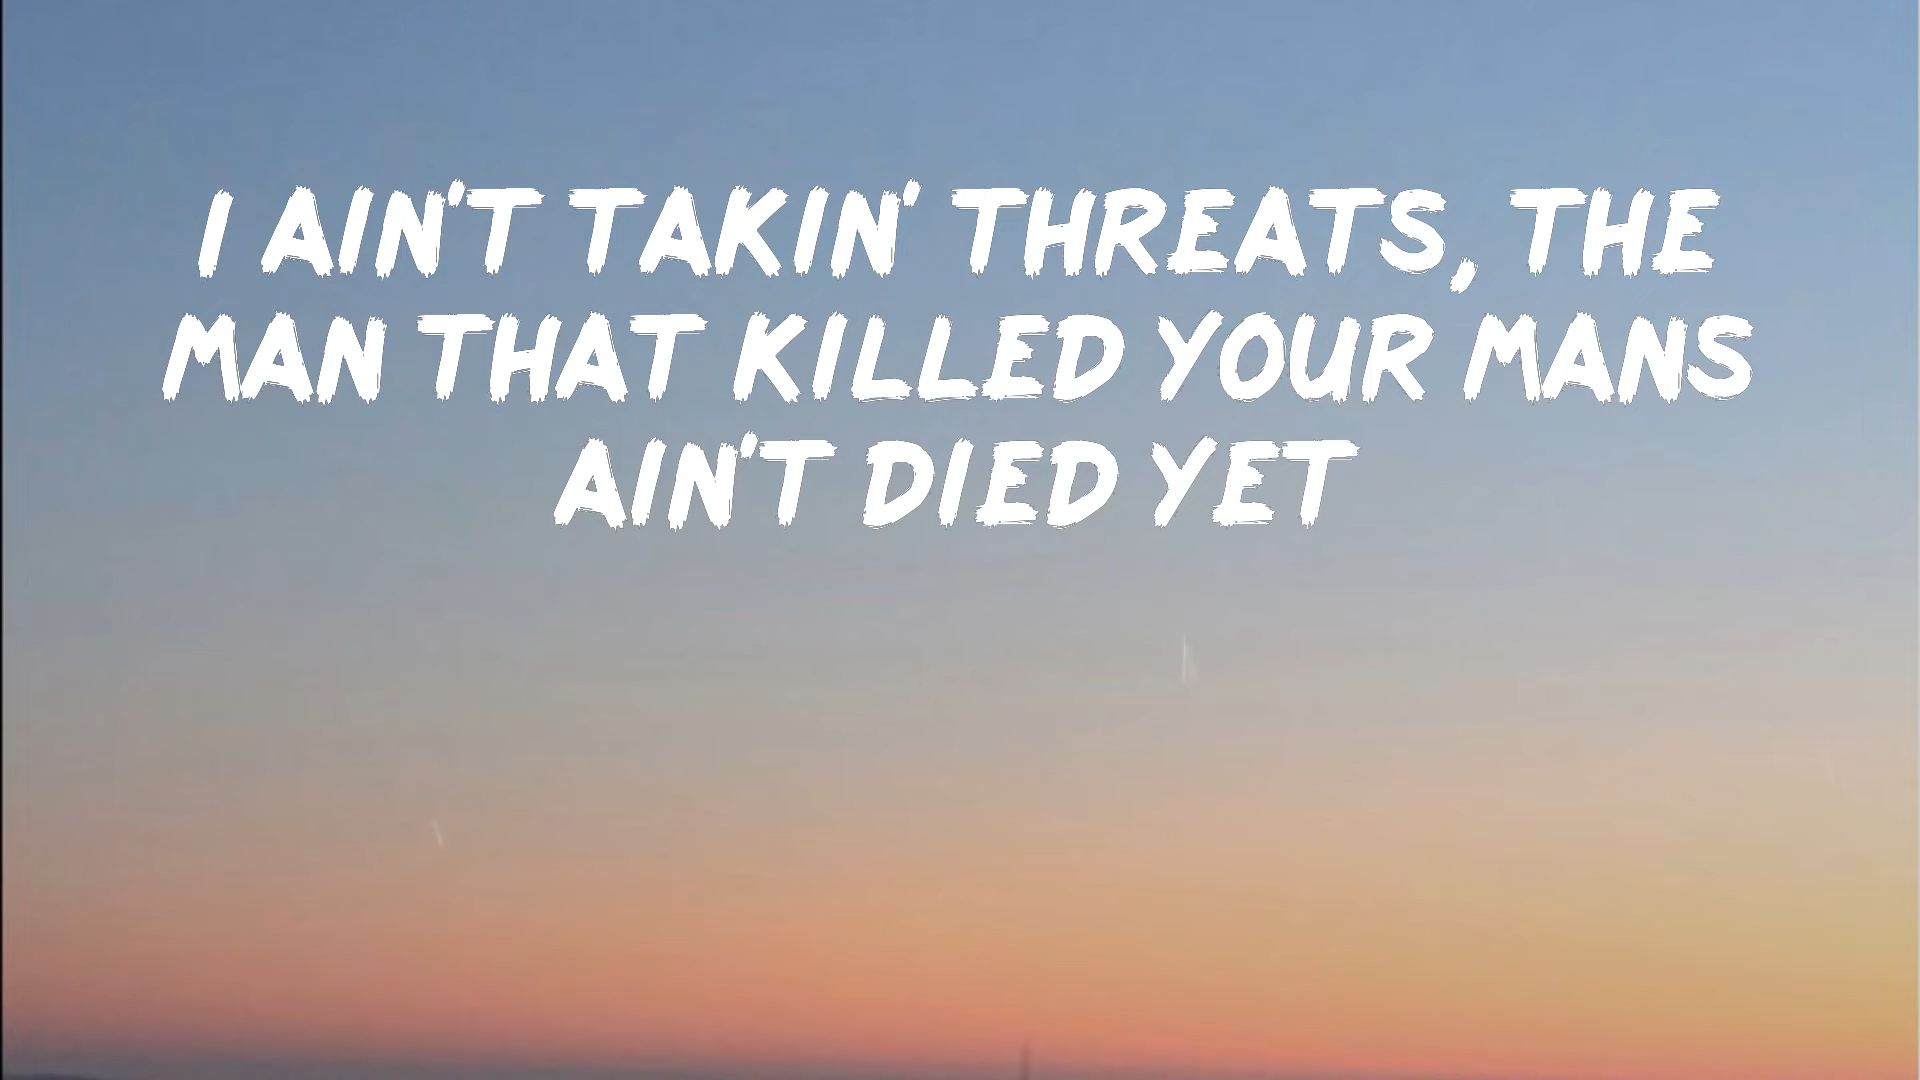 I AIN'T TAKIN' THREATS, THE
MAN THAT KILLED YOUR MANS
AIN'T DIED YET